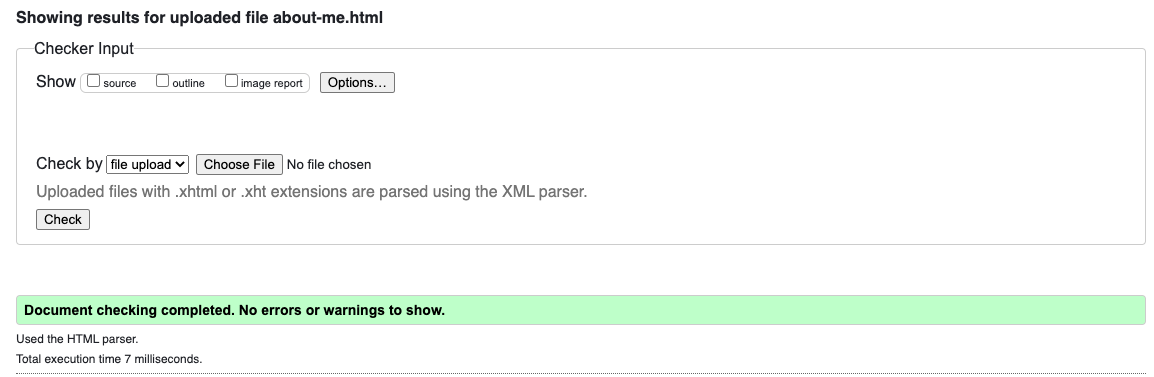 Showing results for uploaded file about-me.html
Checker Input
Show source outline image report Options…
Check by file upload Choose File No file chosen
Uploaded files with .xhtml or .xht extensions are parsed using the XML parser.
Check
Document checking completed. No errors or warnings to show.
Used the HTML parser.
Total execution time 7 milliseconds.